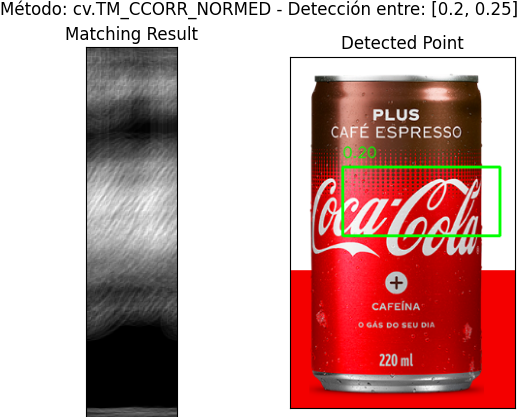 Método: cv.TM_CCORR_NORMED - Detección entre: [0.2, 0.25]
Matching Result
Detected Point
PLUS
CAFÉ ESPRESSO
0.20
Coca-Cola
+
CAFEÍNA
O GÁS DO SEU DIA
220 ml